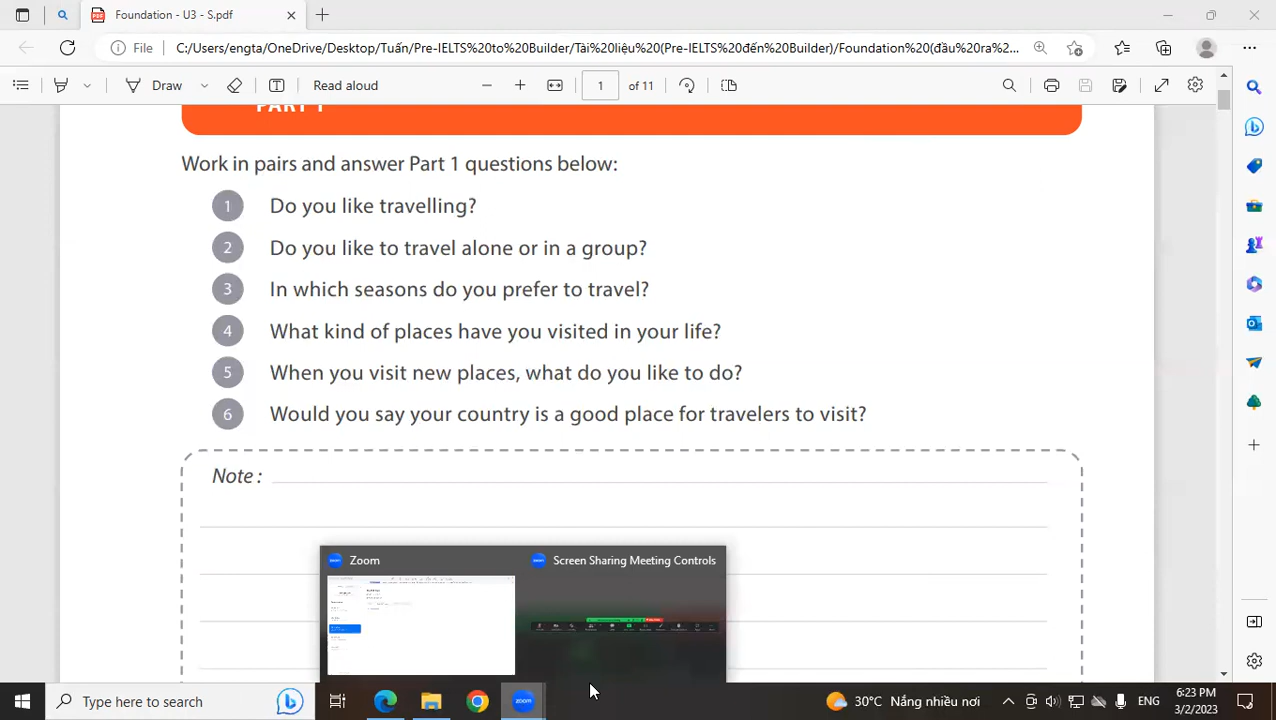 Foundation - U3 - S.pdf
File
C:/Users/engta/OneDrive/Desktop/Tuấn/Pre-IELTS%20to%20Builder/Tài%20liệu%20(Pre-IELTS%20đến%20Builder)/Foundation%20(đầu%20ra%20...
Draw
Read aloud
1
of 11
PART 1
Work in pairs and answer Part 1 questions below:
1 Do you like travelling?
2 Do you like to travel alone or in a group?
3 In which seasons do you prefer to travel?
4 What kind of places have you visited in your life?
5 When you visit new places, what do you like to do?
6 Would you say your country is a good place for travelers to visit?
Note :
Zoom
Screen Sharing Meeting Controls
Type here to search
zoom
30°C Nắng nhiều nơi
ENG
6:23 PM
3/2/2023